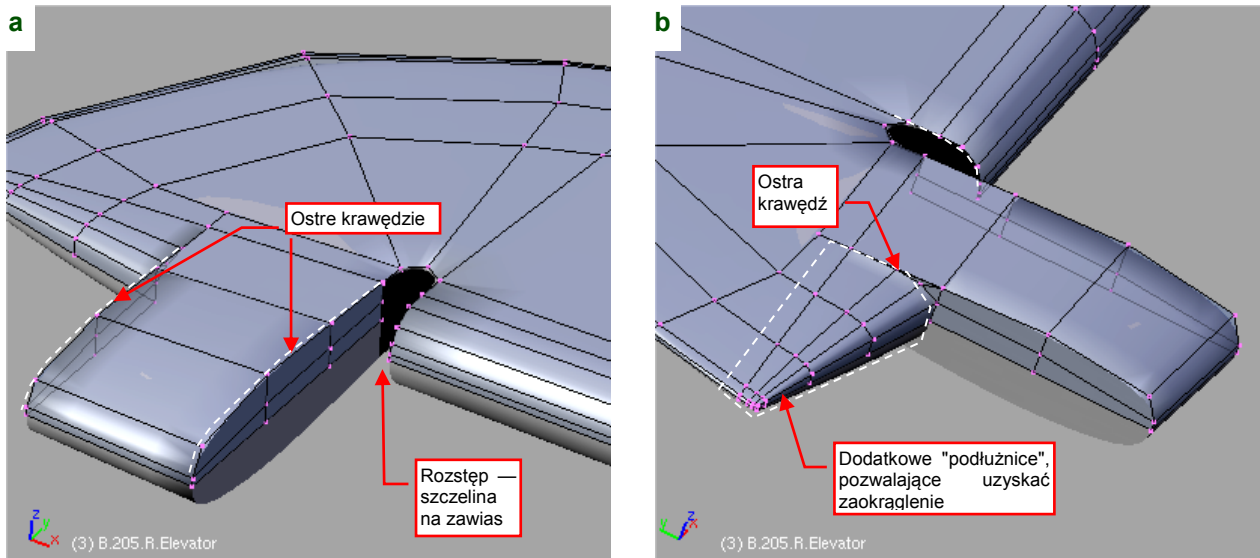 a
Ostre krawędzie
Rozstęp —
szczelina
na zawias
z
y
x
(3) B.205.R.Elevator
b
Ostra
krawędź
Dodatkowe "podłużnice",
pozwalające uzyskać
zaokrąglenie
z
y
x
(3) B.205.R.Elevator